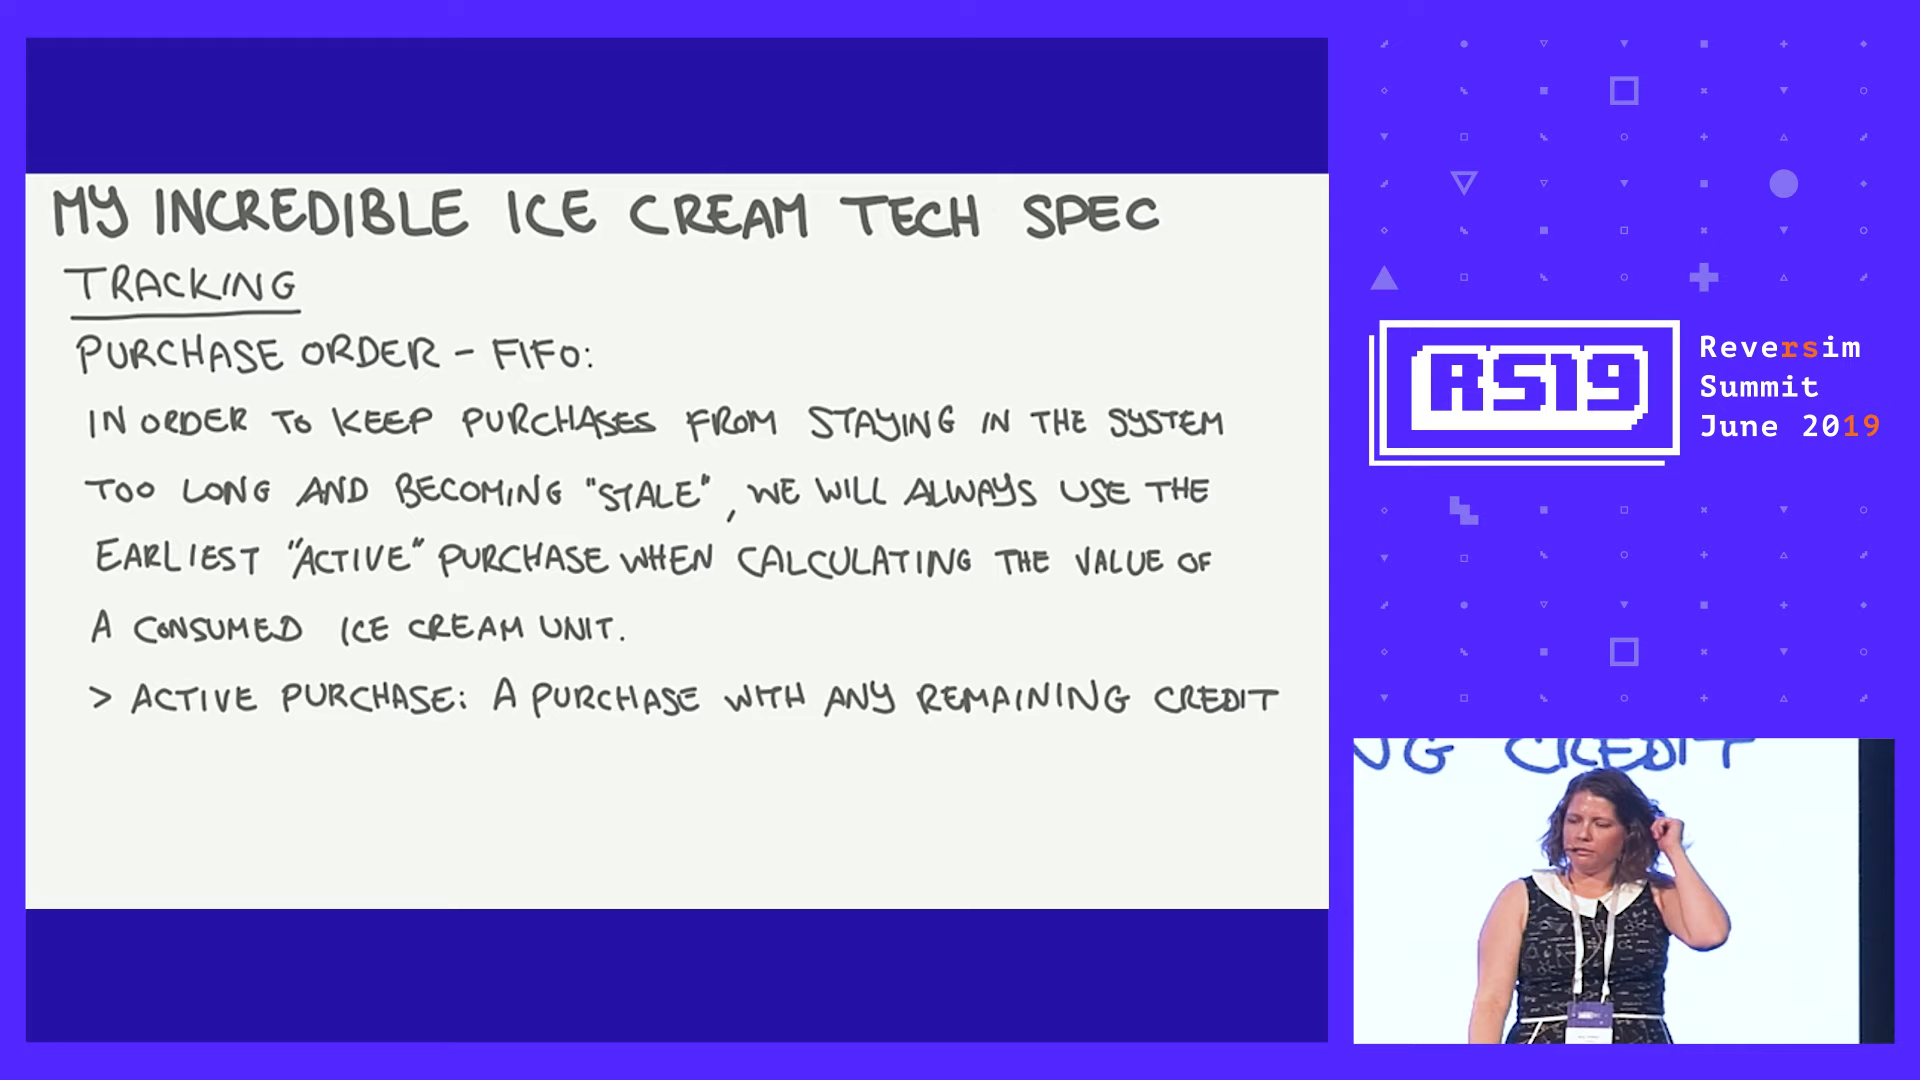 MY INCREDIBLE ICE CREAM TECH SPEC
TRACKING
PURCHASE ORDER - FIFO:
IN ORDER TO KEEP PURCHASES FROM STAYING IN THE SYSTEM
TOO LONG AND BECOMING "STALE", WE WILL ALWAYS USE THE
EARLIEST "ACTIVE" PURCHASE WHEN CALCULATING THE VALUE OF
A CONSUMED ICE CREAM UNIT.
> ACTIVE PURCHASE: A PURCHASE WITH ANY REMAINING CREDIT
RS19
Reversim
Summit
June 2019
NG CREDIT